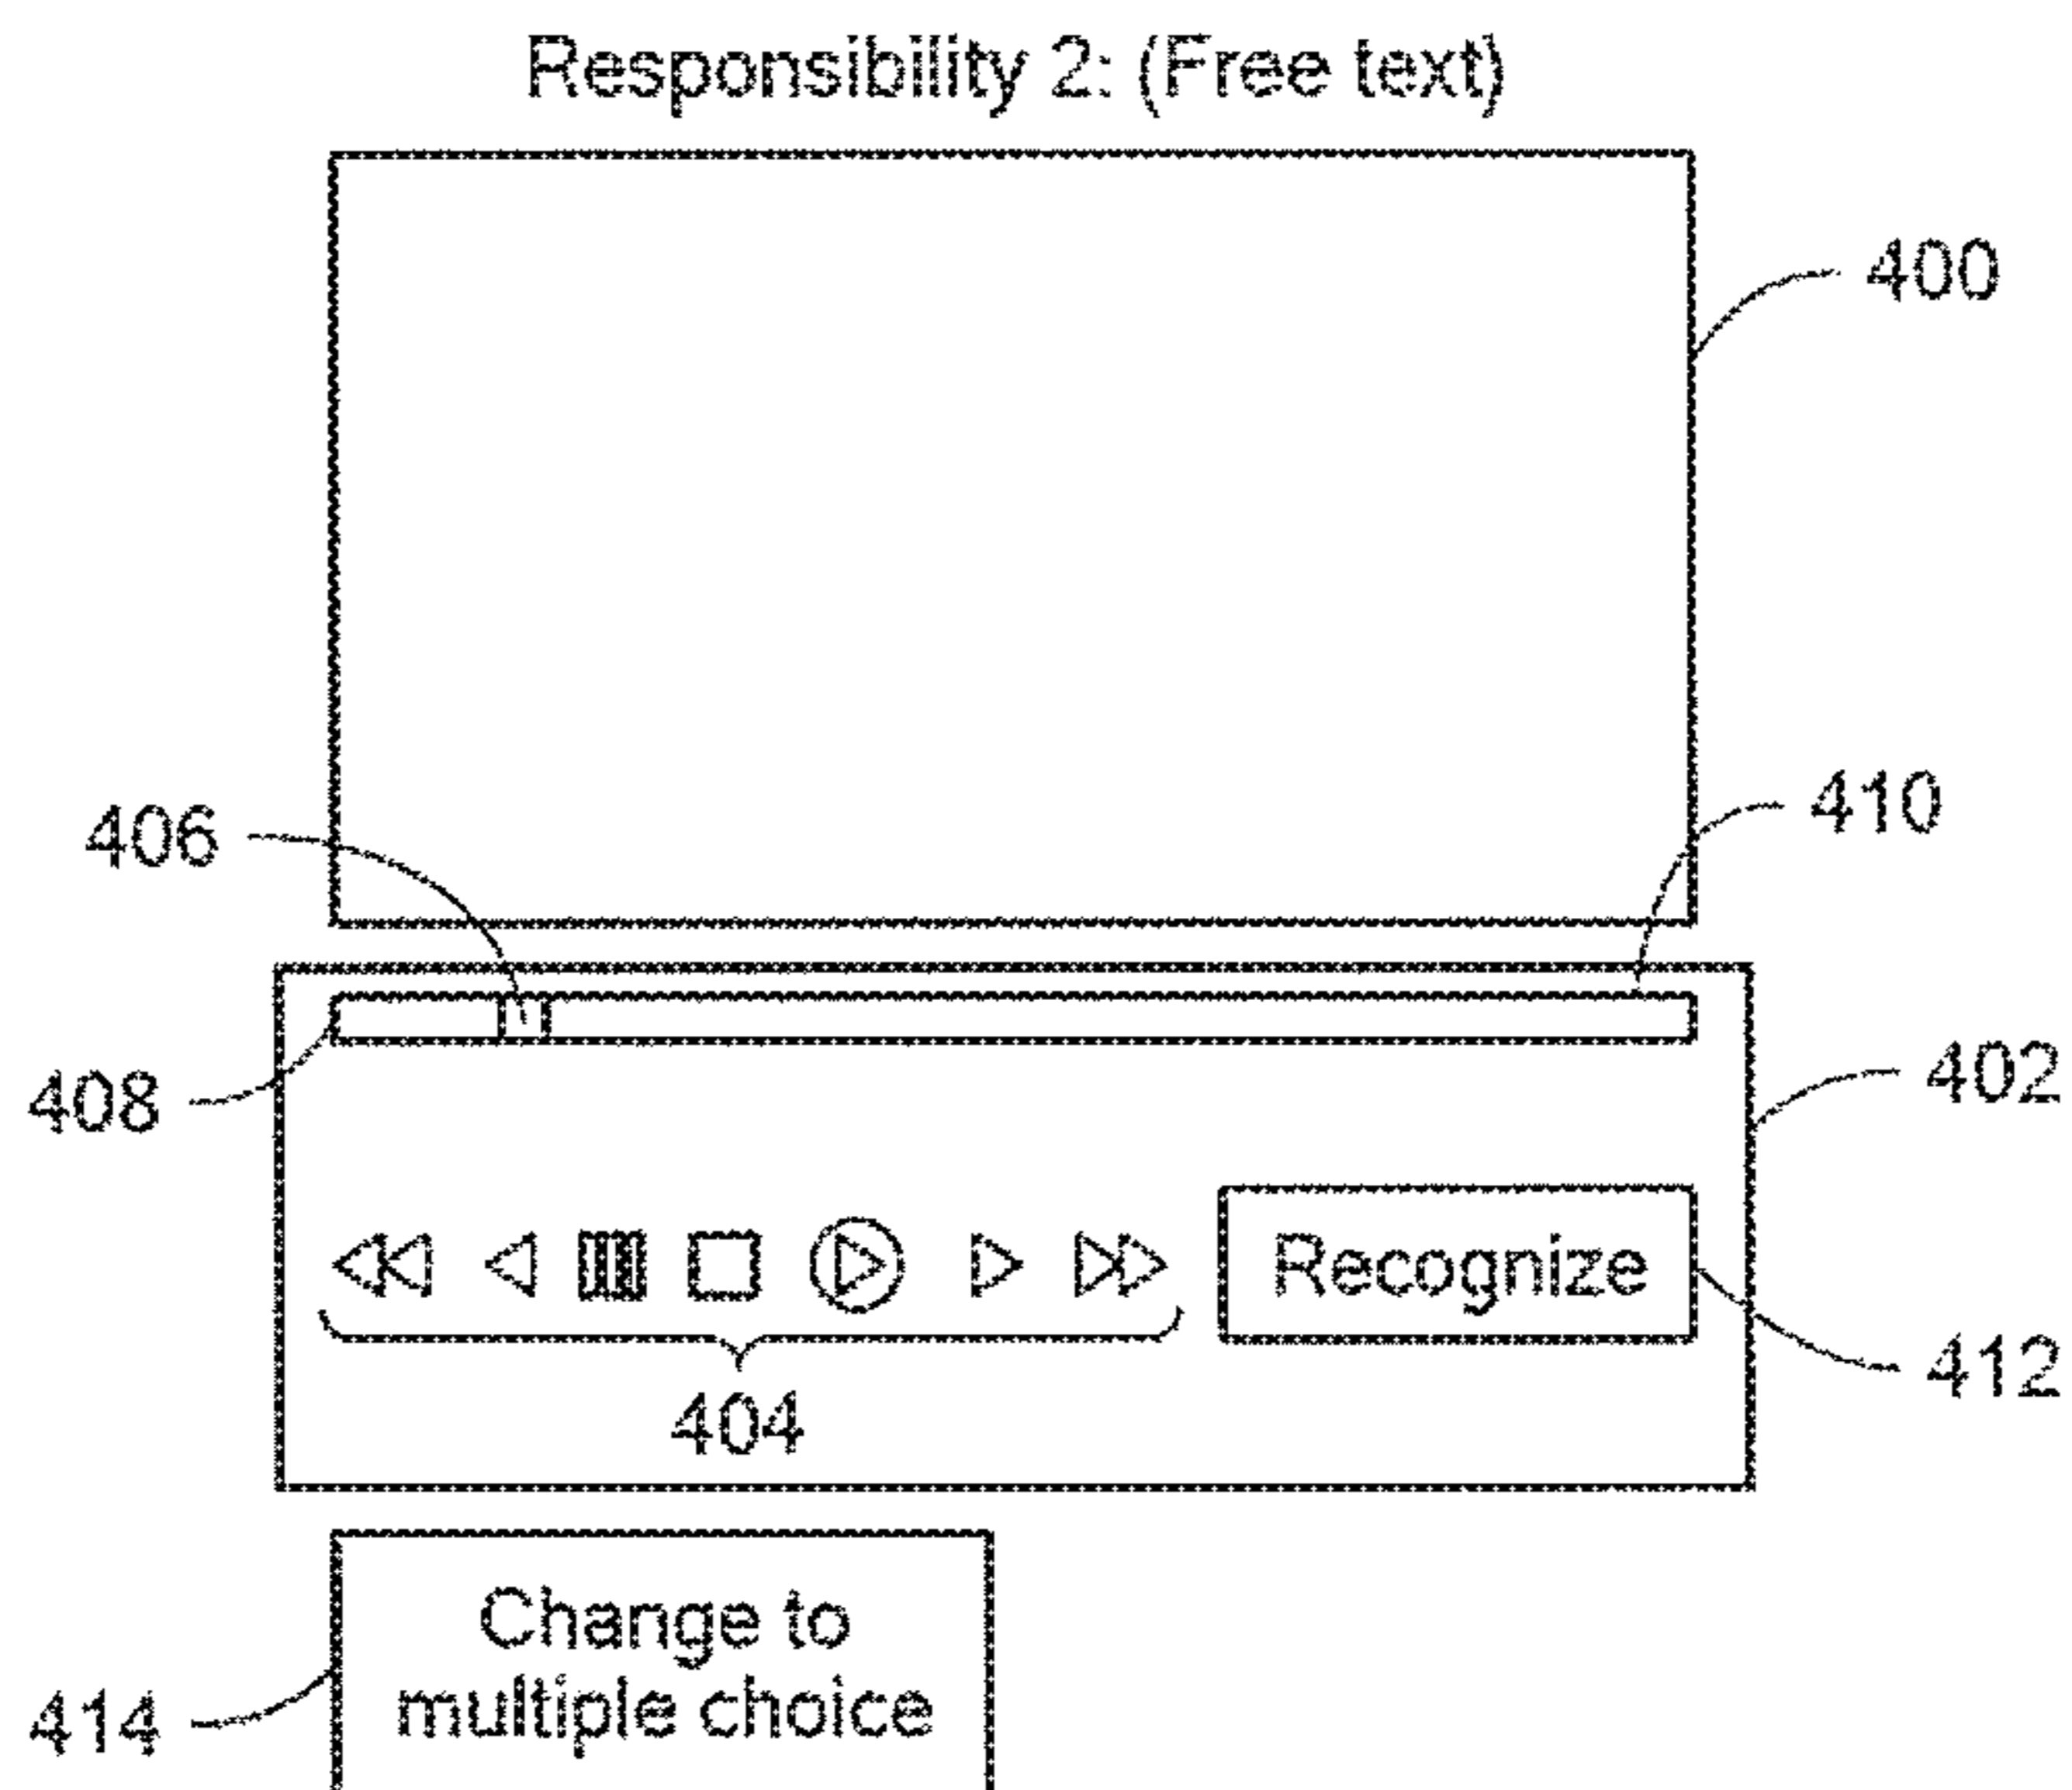 Responsibility 2: (Free text)
400
410
406
402
408
Recognize
412
404
Change to
multiple choice
414